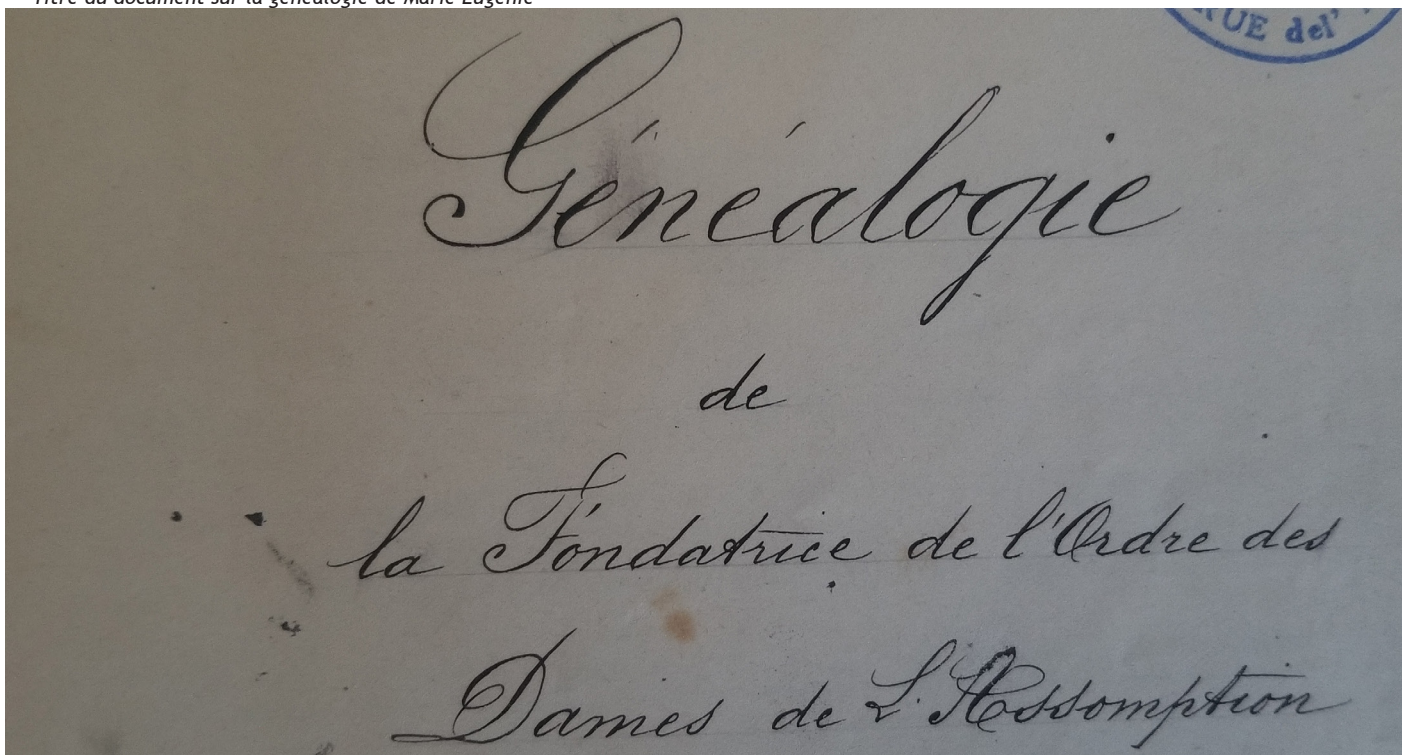 Titre du document sur la généalogie de Marie Eugénie
RUE del'
Généalogie
de
la Fondatrice de l'Ordre des
Dames de L'Assomption